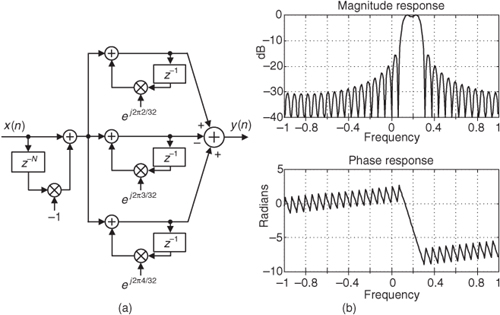 x(n)
z⁻ᴺ
−1
+
+
z⁻¹
e^{j2π2/32}
+
z⁻¹
e^{j2π3/32}
+
z⁻¹
e^{j2π4/32}
+
−
+
+
y(n)
(a)
Magnitude response
dB
0
−10
−20
−30
−40
−1 −0.8 −0.4 0 0.4 0.8 1
Frequency
Phase response
Radians
5
0
−5
−10
−1 −0.8 −0.4 0 0.4 0.8 1
Frequency
(b)